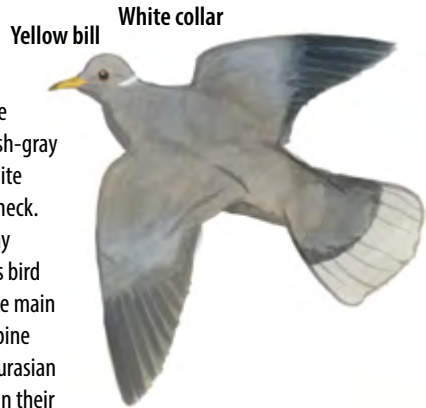 White collar
Yellow bill
e
sh-gray
ite
neck.
y
s bird
e main
pine
urasian
n their